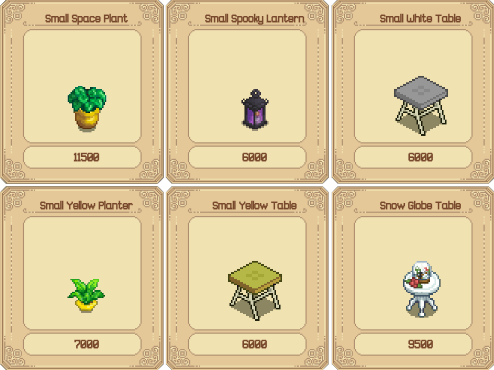 Small Space Plant
Small Spooky Lantern
Small White Table
11500
6000
6000
Small Yellow Planter
Small Yellow Table
Snow Globe Table
7000
6000
9500